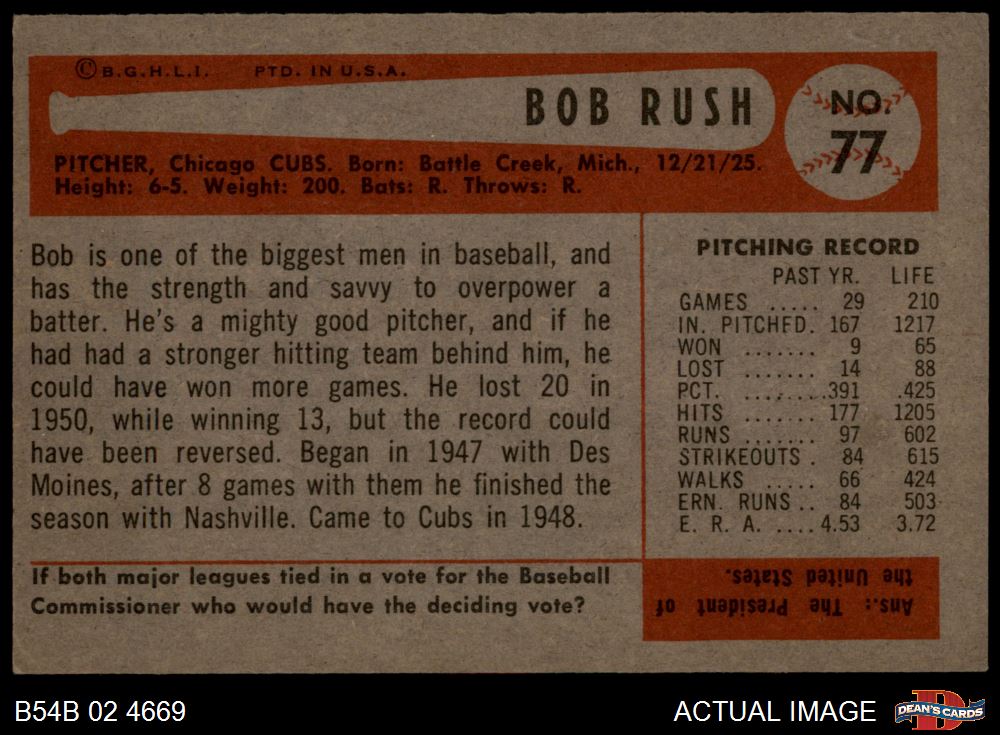 ©B.G.H.L.I. PTD. IN U.S.A.
BOB RUSH
NO.
77
PITCHER, Chicago CUBS. Born: Battle Creek, Mich., 12/21/25.
Height: 6-5. Weight: 200. Bats: R. Throws: R.
Bob is one of the biggest men in baseball, and
has the strength and savvy to overpower a
batter. He's a mighty good pitcher, and if he
had had a stronger hitting team behind him, he
could have won more games. He lost 20 in
1950, while winning 13, but the record could
have been reversed. Began in 1947 with Des
Moines, after 8 games with them he finished the
season with Nashville. Came to Cubs in 1948.
PITCHING RECORD
PAST YR. LIFE
GAMES ..... 29 210
IN. PITCHED. 167 1217
WON ....... 9 65
LOST ....... 14 88
PCT. ........391 .425
HITS ....... 177 1205
RUNS ....... 97 602
STRIKEOUTS . 84 615
WALKS ..... 66 424
ERN. RUNS .. 84 503
E. R. A. .... 4.53 3.72
If both major leagues tied in a vote for the Baseball
Commissioner who would have the deciding vote?
Ans.: The President of
the United States.
B54B 02 4669
ACTUAL IMAGE
D
DEAN'S CARDS